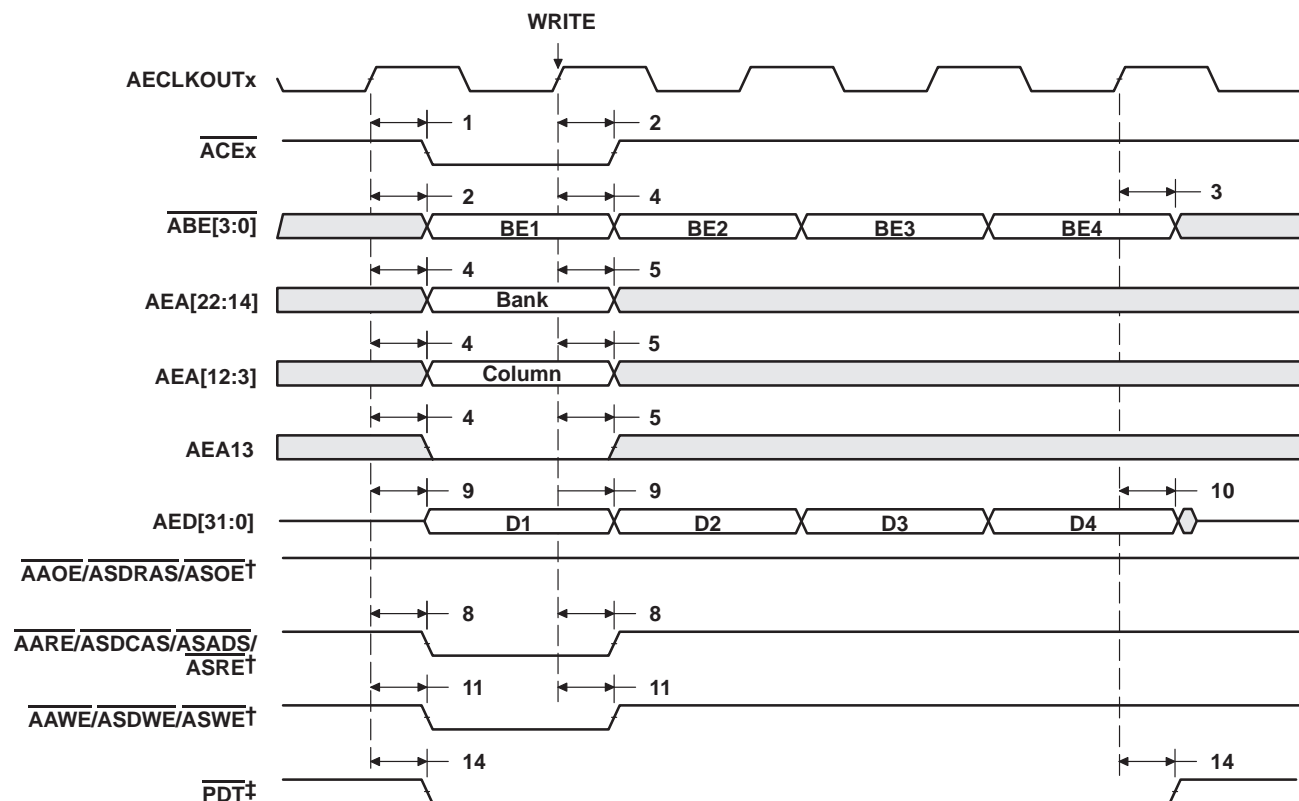 WRITE
AECLKOUTx
1 2
ACEx
2 4 3
ABE[3:0] BE1 BE2 BE3 BE4
4 5
AEA[22:14] Bank
4 5
AEA[12:3] Column
4 5
AEA13
9 9 10
AED[31:0] D1 D2 D3 D4
AAOE/ASDRAS/ASOE†
8 8
AARE/ASDCAS/ASADS/
ASRE†
11 11
AAWE/ASDWE/ASWE†
14 14
PDT‡